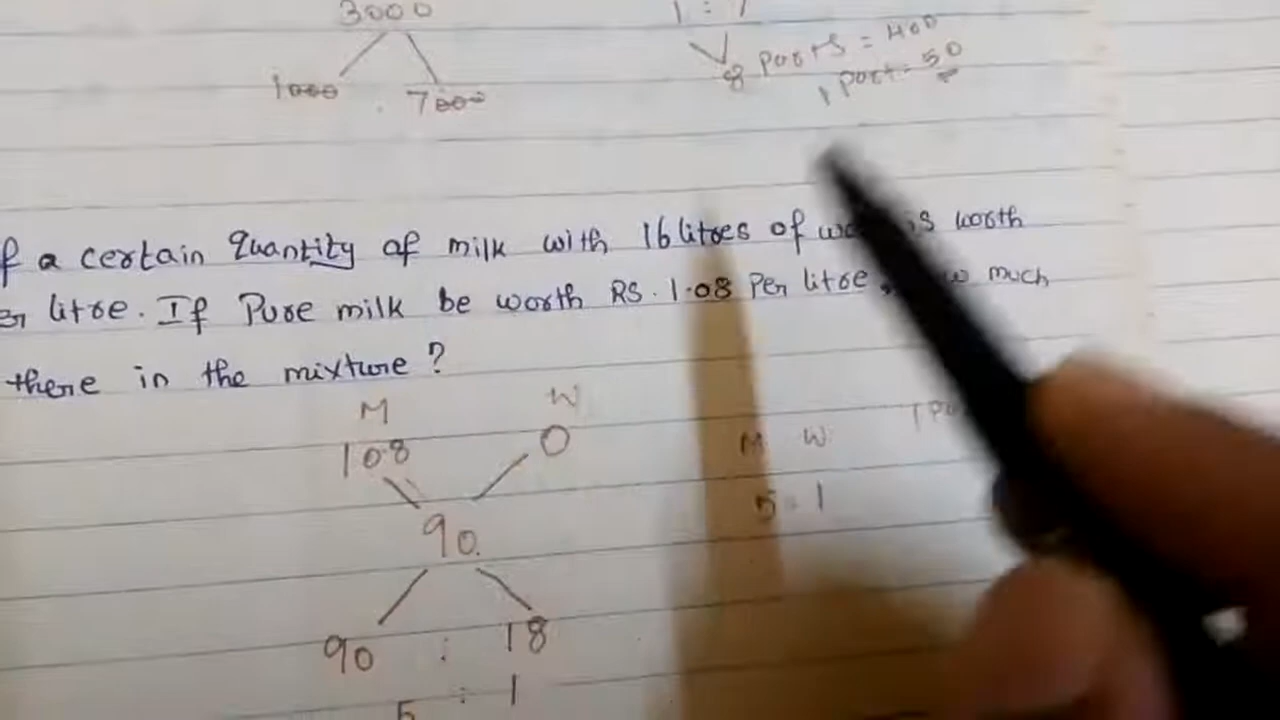 3000
1 : 7
1000 7000
8 parts = 400
1 part = 50
a certain Quantity of milk with 16 litres of is worth
litre. If Pure milk be worth RS. 1.08 Per litre much
there in the mixture ?
M W
108 0
M W
5 : 1
90
90 : 18
5 : 1